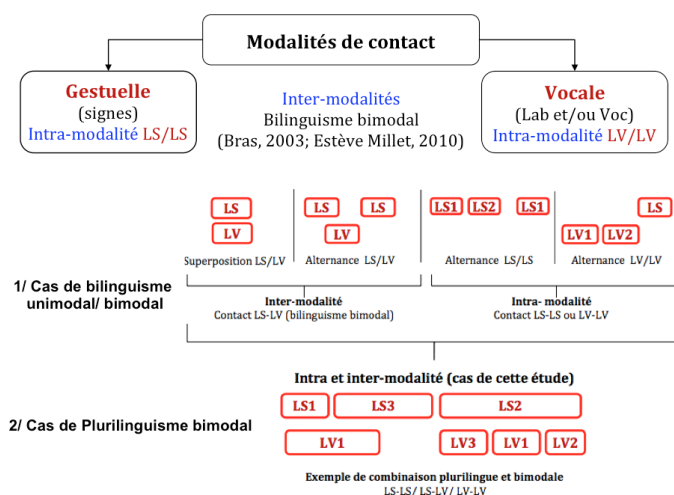 Modalités de contact
Gestuelle
(signes)
Intra-modalité LS/LS
Inter-modalités
Bilinguisme bimodal
(Bras, 2003; Estève Millet, 2010)
Vocale
(Lab et/ou Voc)
Intra-modalité LV/LV
LS
LV
Superposition LS/LV
LS LS
LV
Alternance LS/LV
LS1 LS2 LS1
Alternance LS/LS
LS
LV1 LV2
Alternance LV/LV
1/ Cas de bilinguisme
unimodal/ bimodal
Inter-modalité
Contact LS-LV (bilinguisme bimodal)
Intra- modalité
Contact LS-LS ou LV-LV
Intra et inter-modalité (cas de cette étude)
2/ Cas de Plurilinguisme bimodal
LS1 LS3 LS2
LV1 LV3 LV1 LV2
Exemple de combinaison plurilingue et bimodale
LS-LS/ LS-LV/ LV-LV